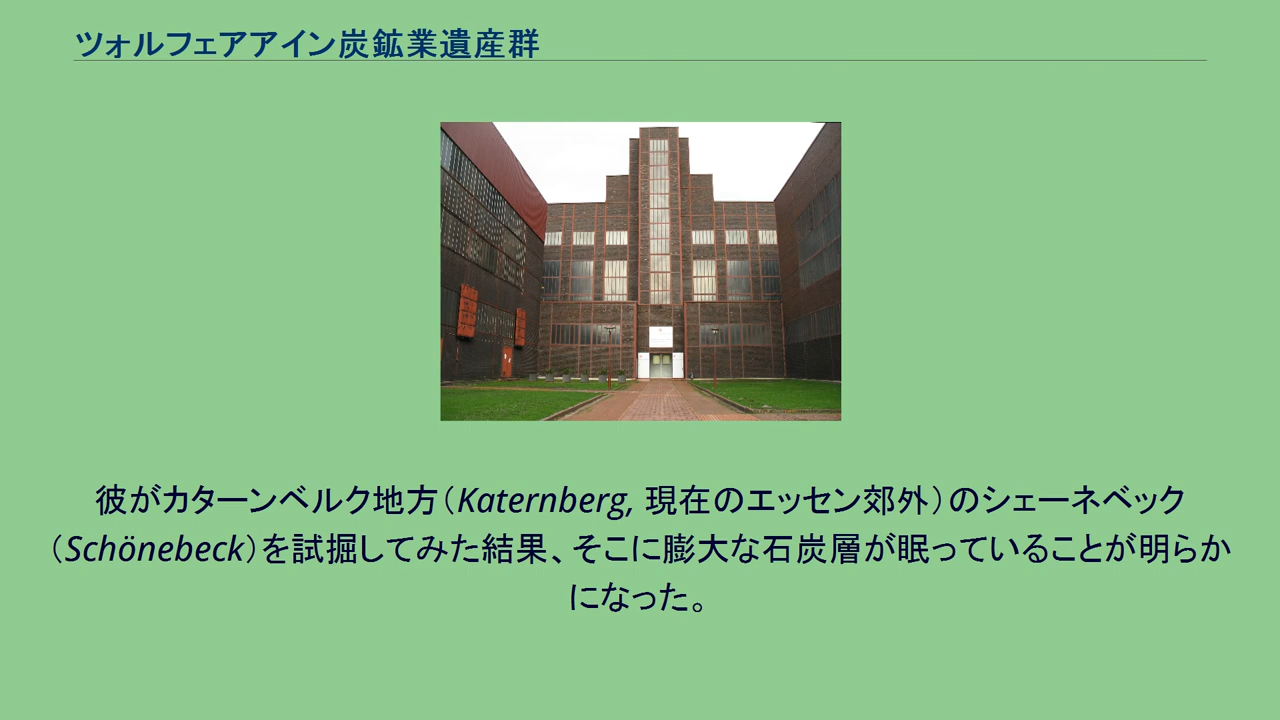 ツォルフェアアイン炭鉱業遺産群
彼がカターンベルク地方（Katernberg, 現在のエッセン郊外）のシェーネベック
（Schönebeck）を試掘してみた結果、そこに膨大な石炭層が眠っていることが明らか
になった。